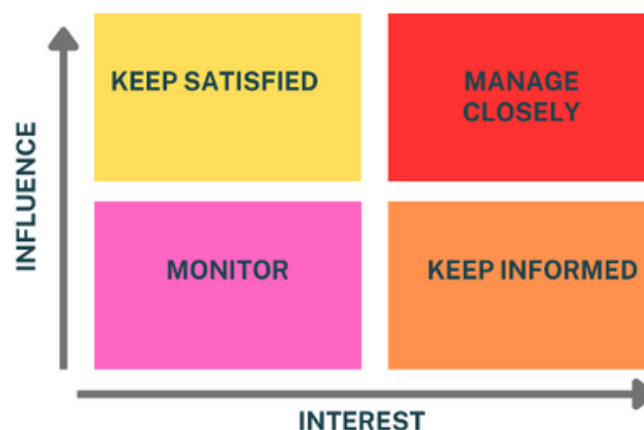 KEEP SATISFIED
MANAGE
CLOSELY
INFLUENCE
MONITOR
KEEP INFORMED
INTEREST